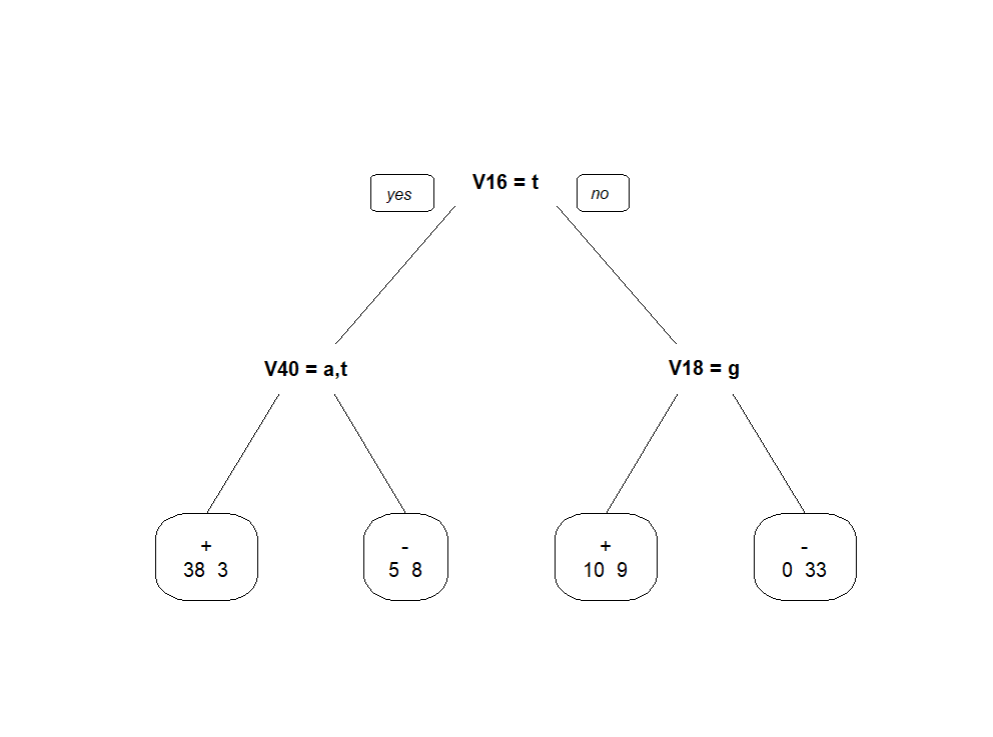 yes
V16 = t
no
V40 = a,t
V18 = g
+
38 3
-
5 8
+
10 9
-
0 33